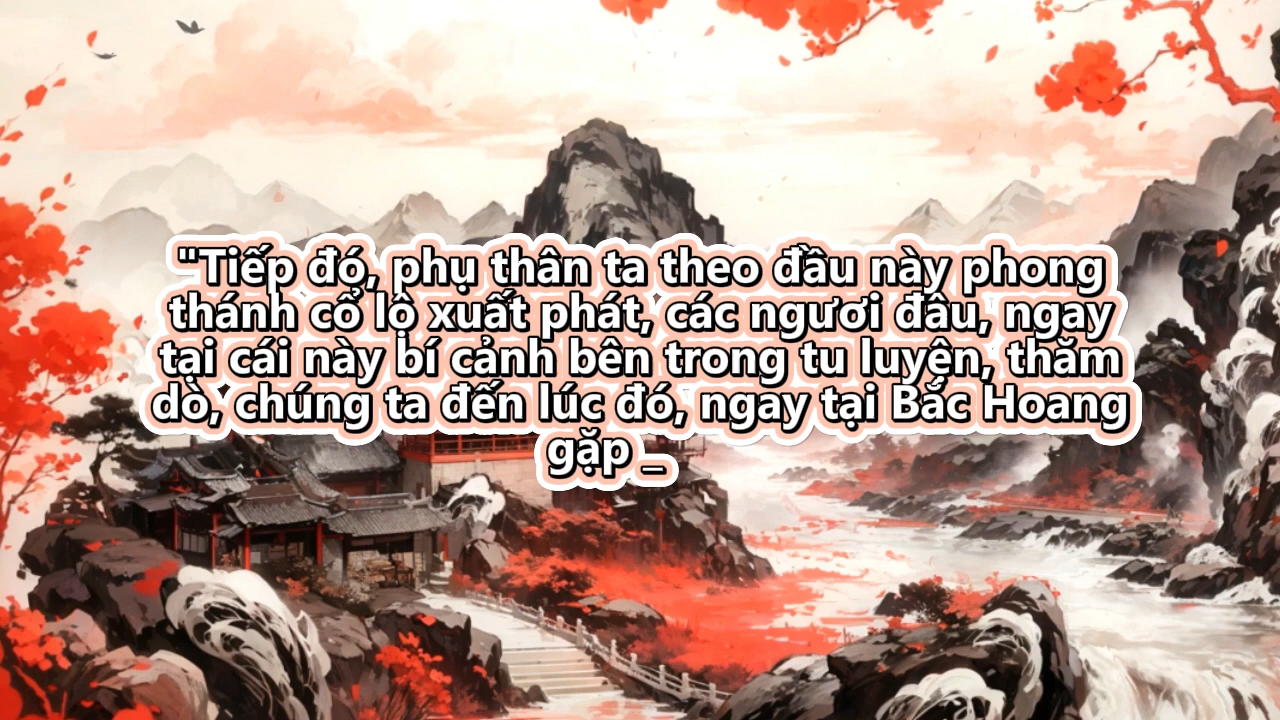 "Tiếp đó, phụ thân ta theo đầu này phong
thánh cổ lộ xuất phát, các ngươi đâu, ngay
tại cái này bí cảnh bên trong tu luyện, thăm
dò, chúng ta đến lúc đó, ngay tại Bắc Hoang
gặp _